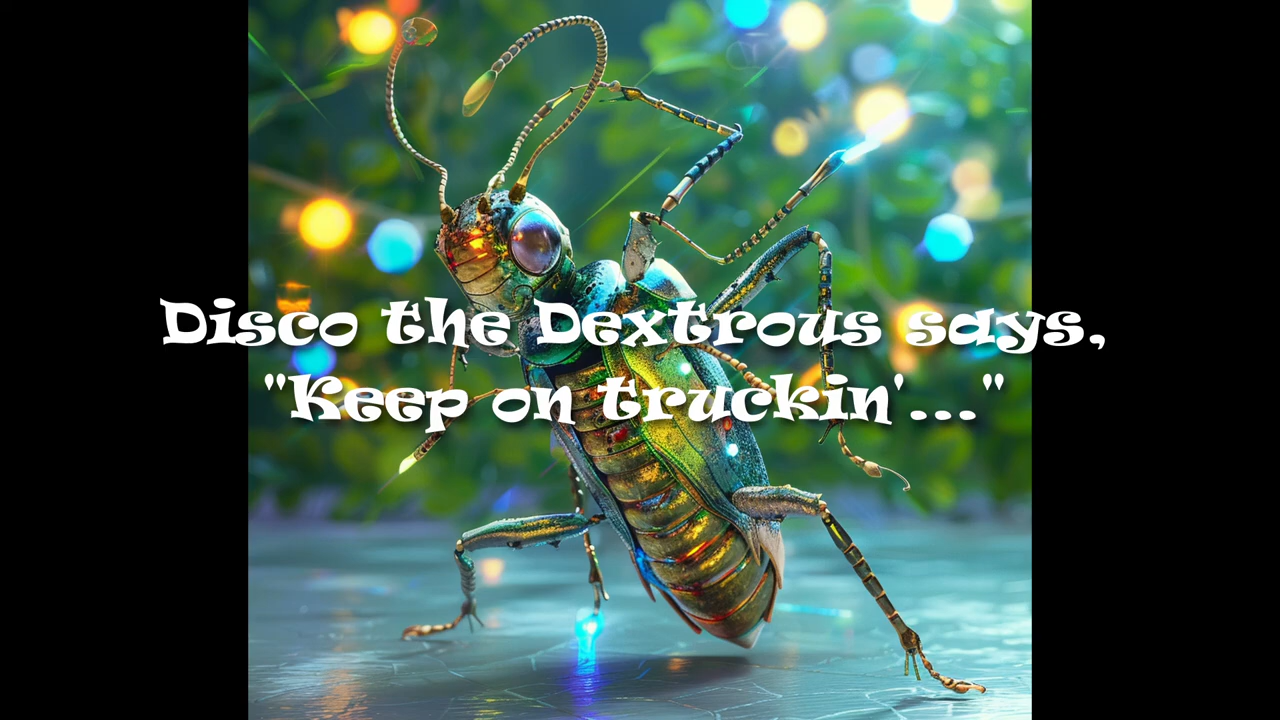 Disco the Dextrous says,
"Keep on truckin'..."